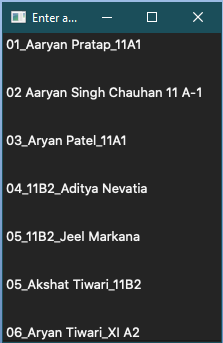 Enter a...
01_Aaryan Pratap_11A1
02 Aaryan Singh Chauhan 11 A-1
03_Aryan Patel_11A1
04_11B2_Aditya Nevatia
05_11B2_Jeel Markana
05_Akshat Tiwari_11B2
06_Aryan Tiwari_XI A2